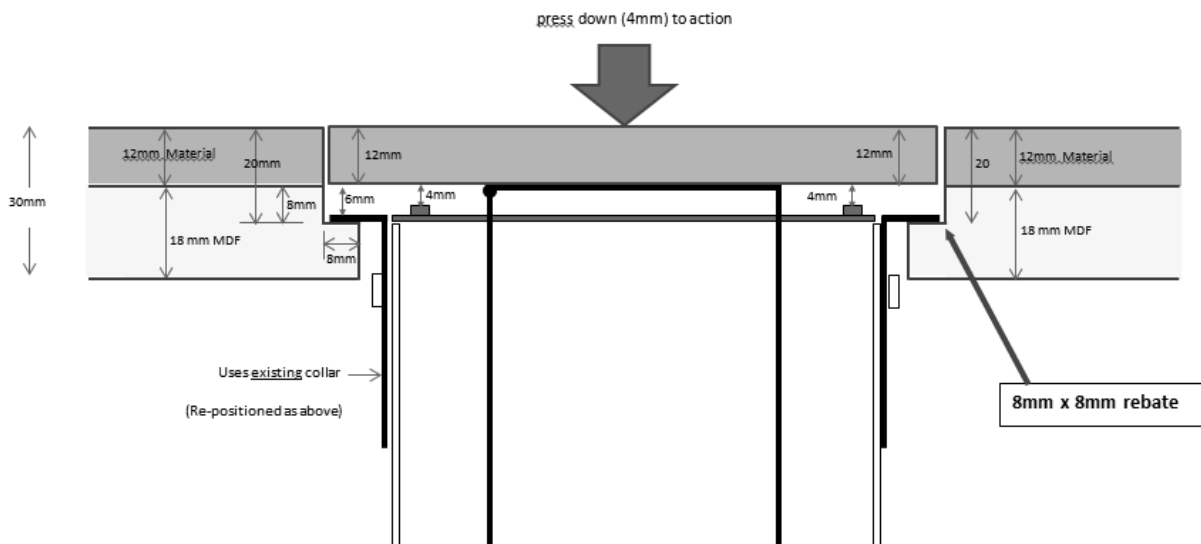 press down (4mm) to action
12mm Material
20mm
12mm
12mm
20
12mm Material
30mm
8mm
6mm
4mm
4mm
18 mm MDF
8mm
18 mm MDF
Uses existing collar
(Re-positioned as above)
8mm x 8mm rebate